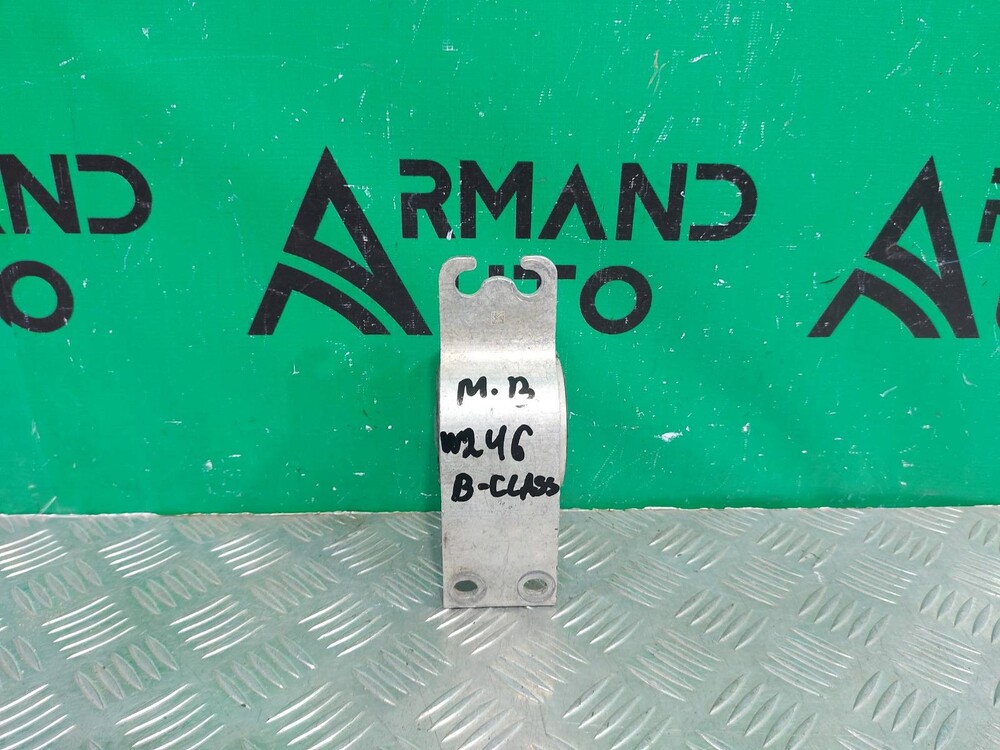 ARMAND
AUTO
M.B
W246
B-CLASS